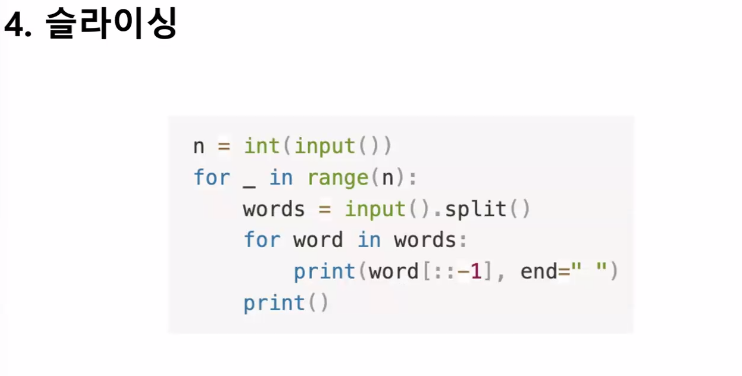 4. 슬라이싱
n = int(input())
for _ in range(n):
    words = input().split()
    for word in words:
        print(word[::-1], end=" ")
    print()